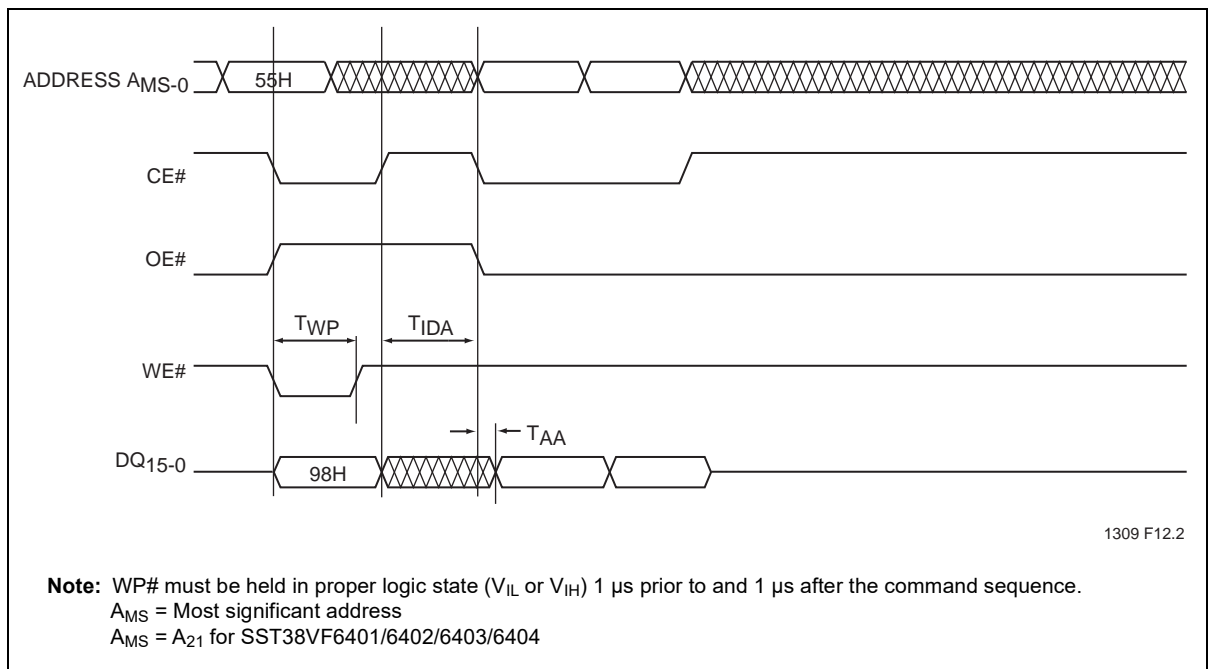 ADDRESS AMS-0
55H
CE#
OE#
TWP
TIDA
WE#
TAA
DQ15-0
98H
1309 F12.2
Note: WP# must be held in proper logic state (VIL or VIH) 1 µs prior to and 1 µs after the command sequence.
AMS = Most significant address
AMS = A21 for SST38VF6401/6402/6403/6404